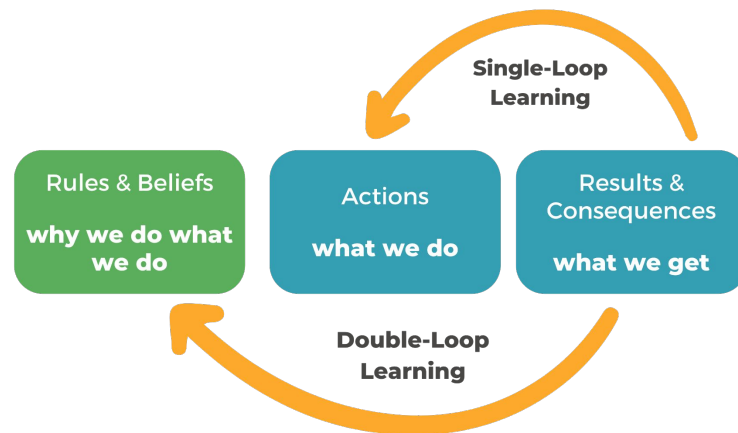 Single-Loop
Learning
Rules & Beliefs
why we do what
we do
Actions
what we do
Results &
Consequences
what we get
Double-Loop
Learning